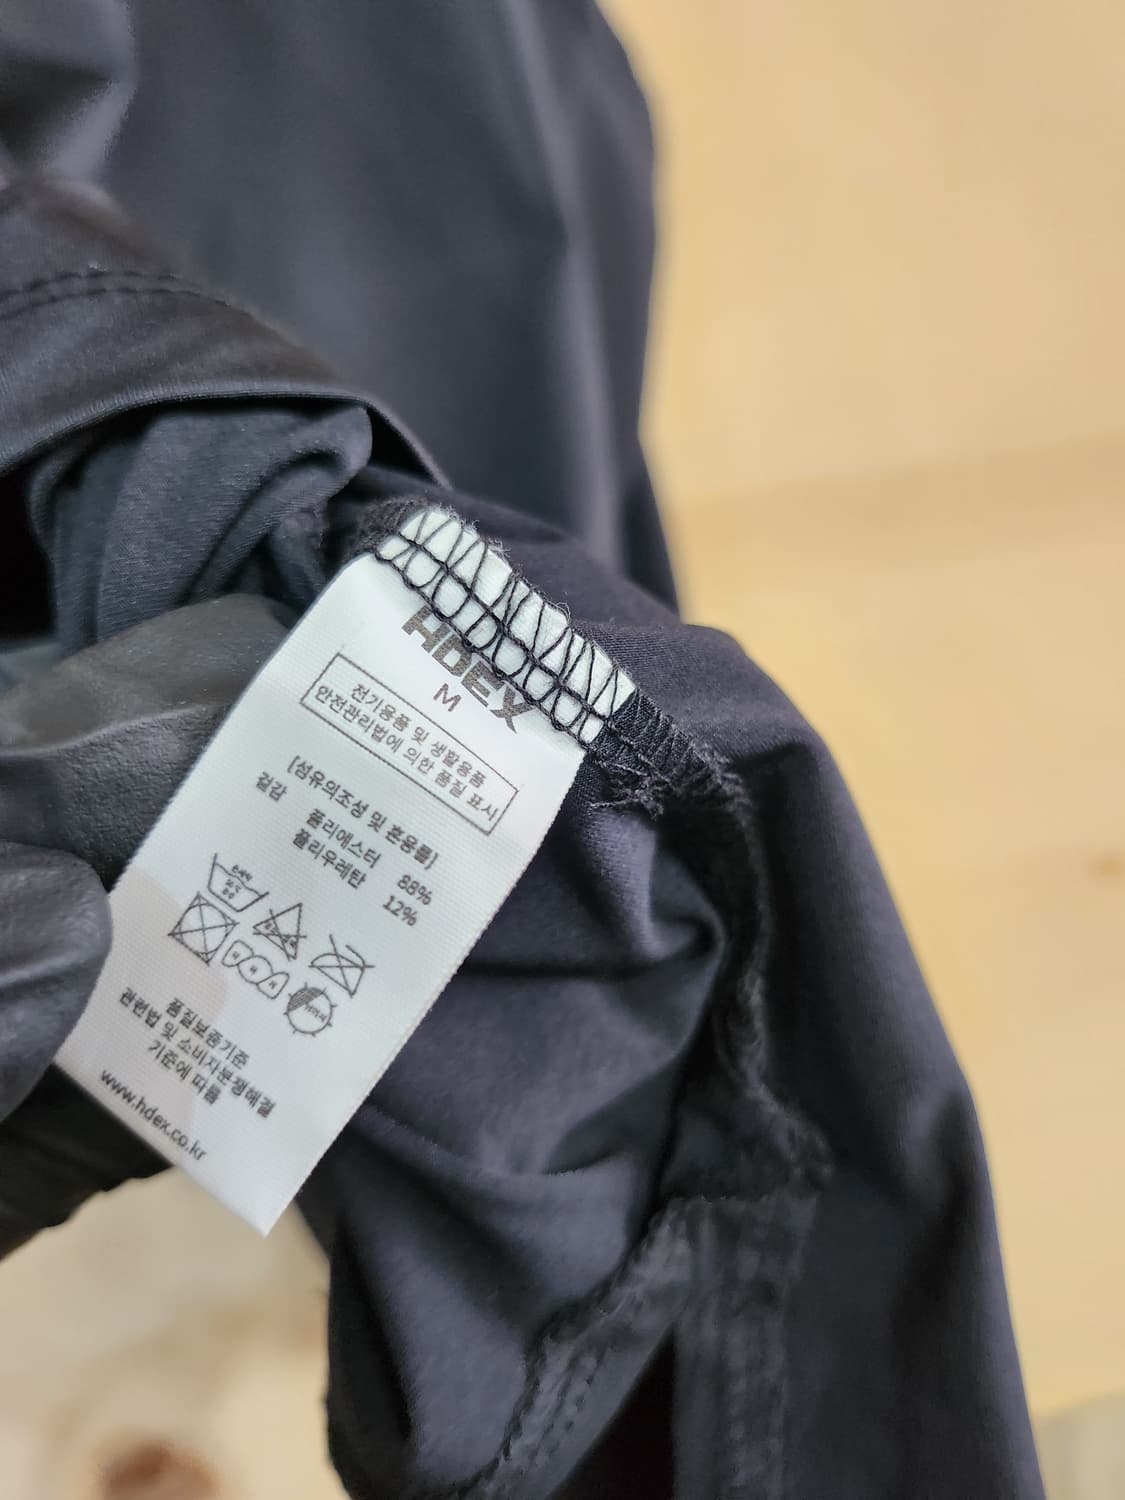 HDEX
M
전기용품 및 생활용품
안전관리법에 의한 품질 표시
[섬유의조성 및 혼용률]
겉감 폴리에스터 88%
폴리우레탄 12%
품질보증기준
관련법 및 소비자분쟁해결
기준에 따름
www.hdex.co.kr